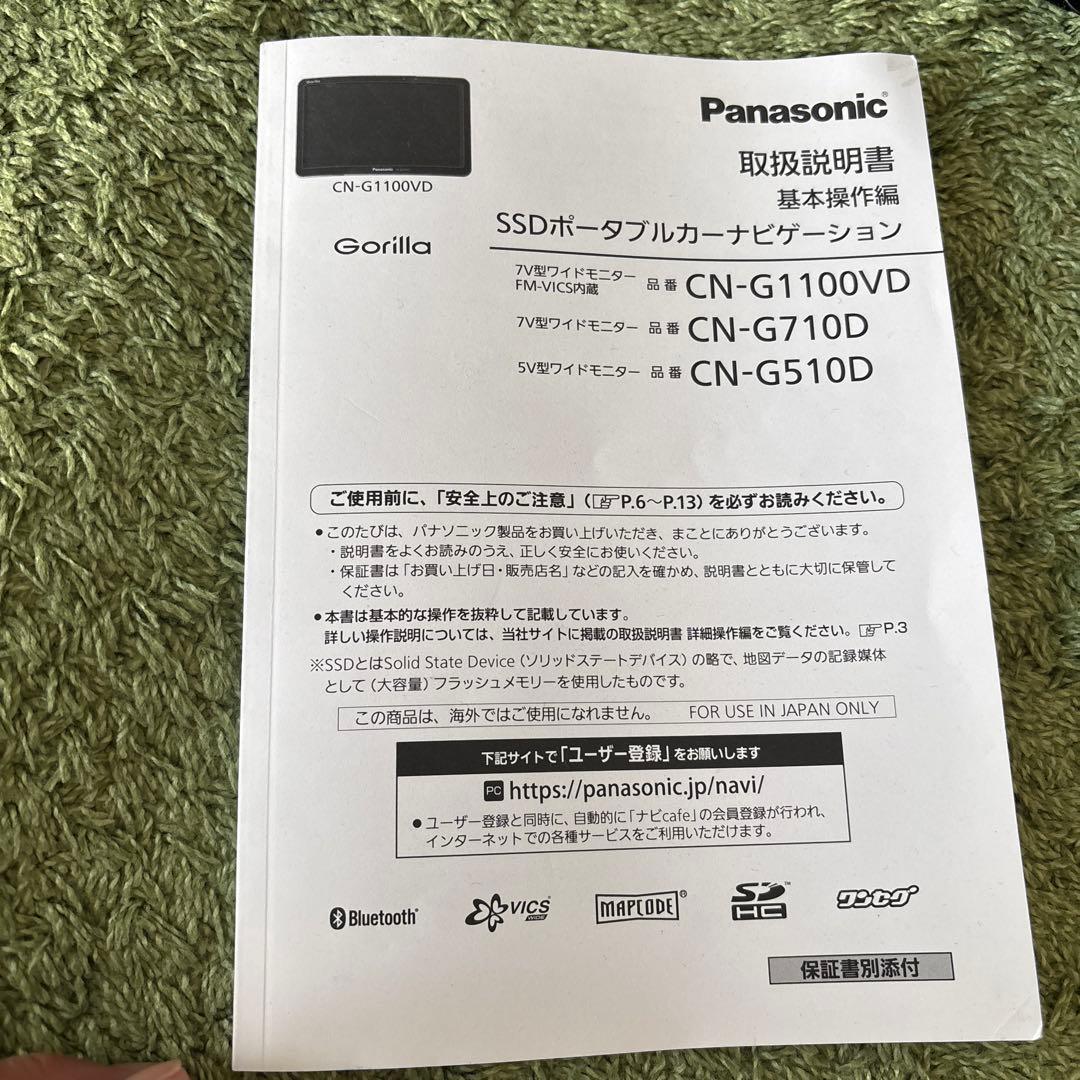 Panasonic
CN-G1100VD
Panasonic®
取扱説明書
基本操作編
SSDポータブルカーナビゲーション
Gorilla
7V型ワイドモニター
FM-VICS内蔵
品番 CN-G1100VD
7V型ワイドモニター 品番 CN-G710D
5V型ワイドモニター 品番 CN-G510D
ご使用前に、「安全上のご注意」(☞P.6～P.13)を必ずお読みください。
●このたびは、パナソニック製品をお買い上げいただき、まことにありがとうございます。
・説明書をよくお読みのうえ、正しく安全にお使いください。
・保証書は「お買い上げ日・販売店名」などの記入を確かめ、説明書とともに大切に保管して
ください。
●本書は基本的な操作を抜粋して記載しています。
詳しい操作説明については、当社サイトに掲載の取扱説明書 詳細操作編をご覧ください。☞P.3
※SSDとはSolid State Device（ソリッドステートデバイス）の略で、地図データの記録媒体
として（大容量）フラッシュメモリーを使用したものです。
この商品は、海外ではご使用になれません。 FOR USE IN JAPAN ONLY
下記サイトで「ユーザー登録」をお願いします
PC https://panasonic.jp/navi/
●ユーザー登録と同時に、自動的に「ナビcafe」の会員登録が行われ、
インターネットでの各種サービスをご利用いただけます。
Bluetooth® VICS WIDE MAPCODE® SD HC™ ワンセグ
保証書別添付